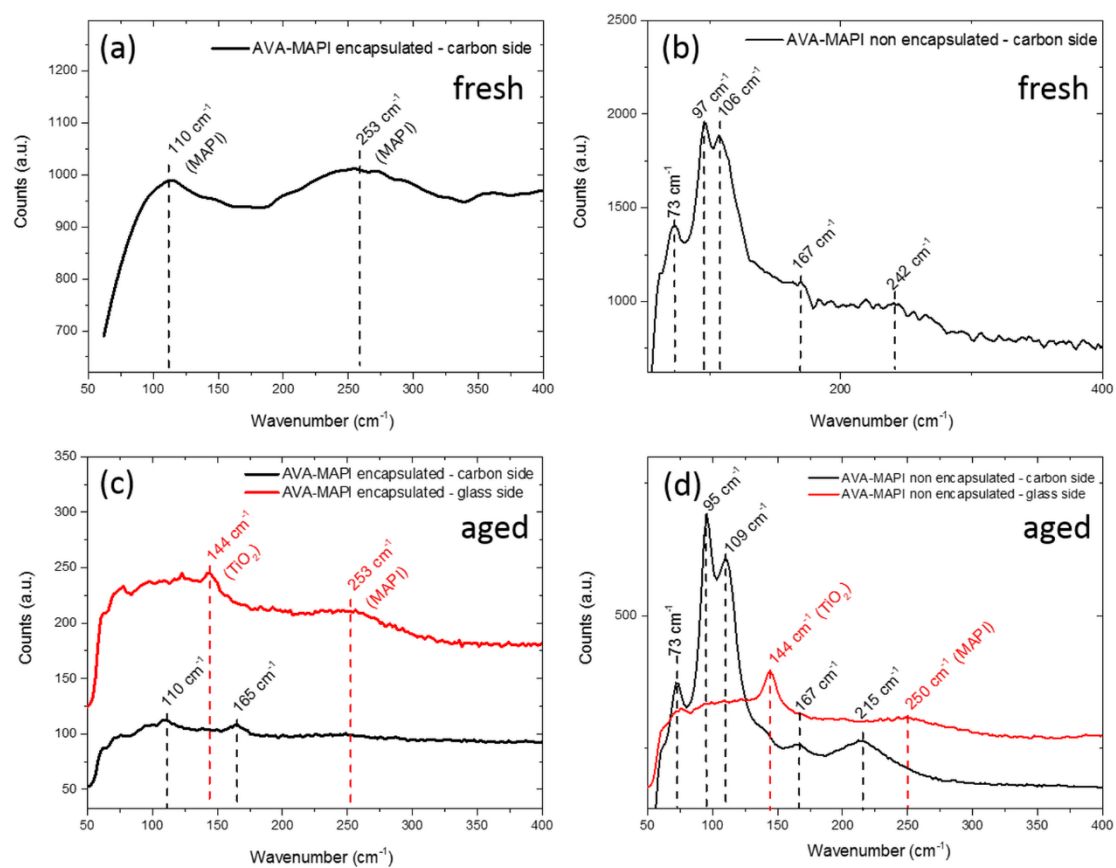 (a)
AVA-MAPI encapsulated - carbon side
fresh
110 cm⁻¹
(MAPI)
253 cm⁻¹
(MAPI)
Counts (a.u.)
1200
1100
1000
900
800
700
50 100 150 200 250 300 350 400
Wavenumber (cm⁻¹)
(b)
AVA-MAPI non encapsulated - carbon side
fresh
73 cm⁻¹
97 cm⁻¹
106 cm⁻¹
167 cm⁻¹
242 cm⁻¹
Counts (a.u.)
2500
2000
1500
1000
200 400
Wavenumber (cm⁻¹)
(c)
AVA-MAPI encapsulated - carbon side
AVA-MAPI encapsulated - glass side
aged
144 cm⁻¹
(TiO₂)
253 cm⁻¹
(MAPI)
110 cm⁻¹
165 cm⁻¹
Counts (a.u.)
350
300
250
200
150
100
50
50 100 150 200 250 300 350 400
Wavenumber (cm⁻¹)
(d)
AVA-MAPI non encapsulated - carbon side
AVA-MAPI non encapsulated - glass side
aged
73 cm⁻¹
95 cm⁻¹
109 cm⁻¹
144 cm⁻¹ (TiO₂)
167 cm⁻¹
215 cm⁻¹
250 cm⁻¹ (MAPI)
Counts (a.u.)
500
50 100 150 200 250 300 350 400
Wavenumber (cm⁻¹)